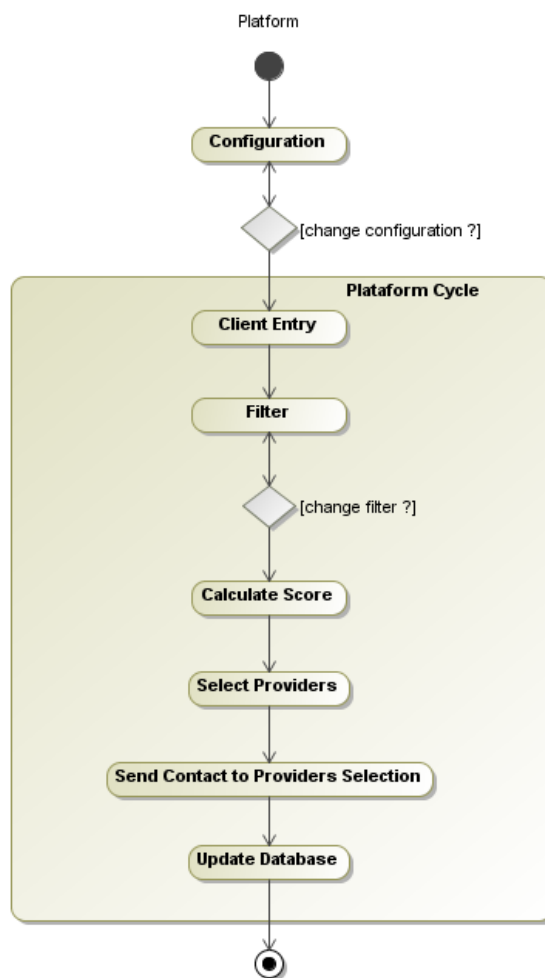 Platform
Configuration
[change configuration ?]
Plataform Cycle
Client Entry
Filter
[change filter ?]
Calculate Score
Select Providers
Send Contact to Providers Selection
Update Database